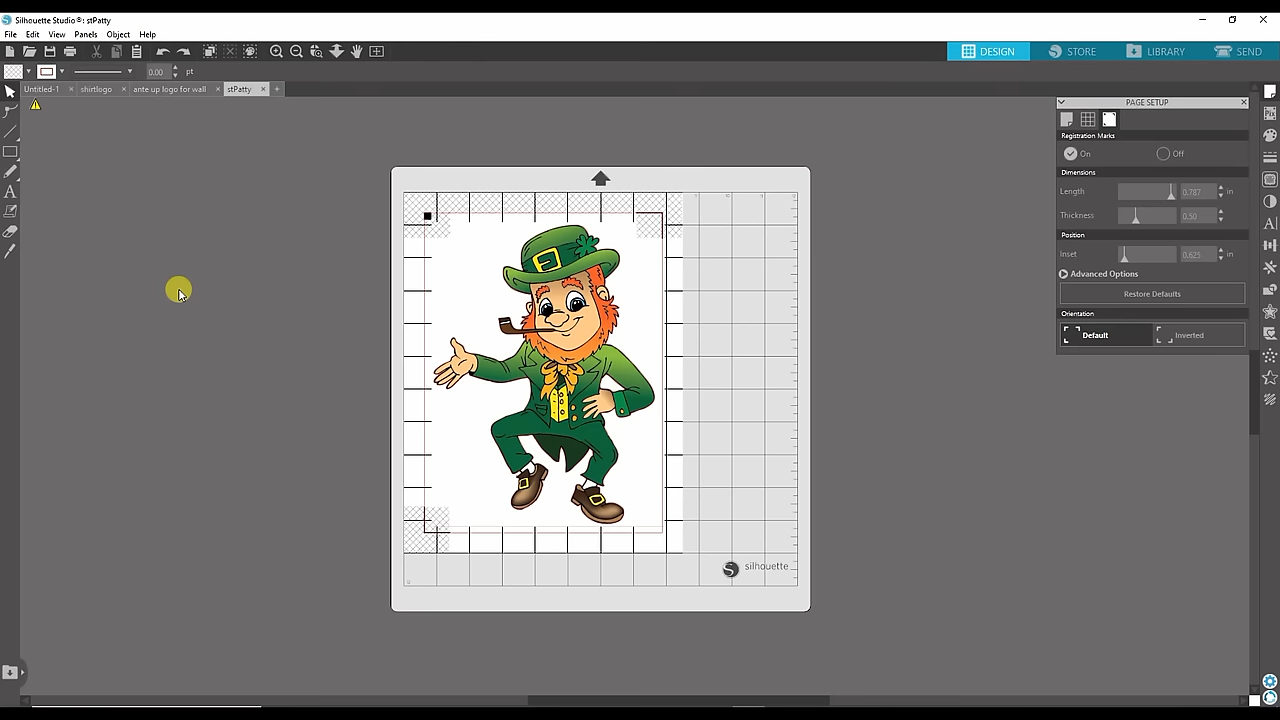 Silhouette Studio®: stPatty
File Edit View Panels Object Help
DESIGN STORE LIBRARY SEND
0.00 pt
Untitled-1 shirtlogo ante up logo for wall stPatty
PAGE SETUP
Registration Marks
On Off
Dimensions
Length 0.787 in
Thickness 0.50
Position
Inset 0.625 in
Advanced Options
Restore Defaults
Orientation
Default Inverted
silhouette